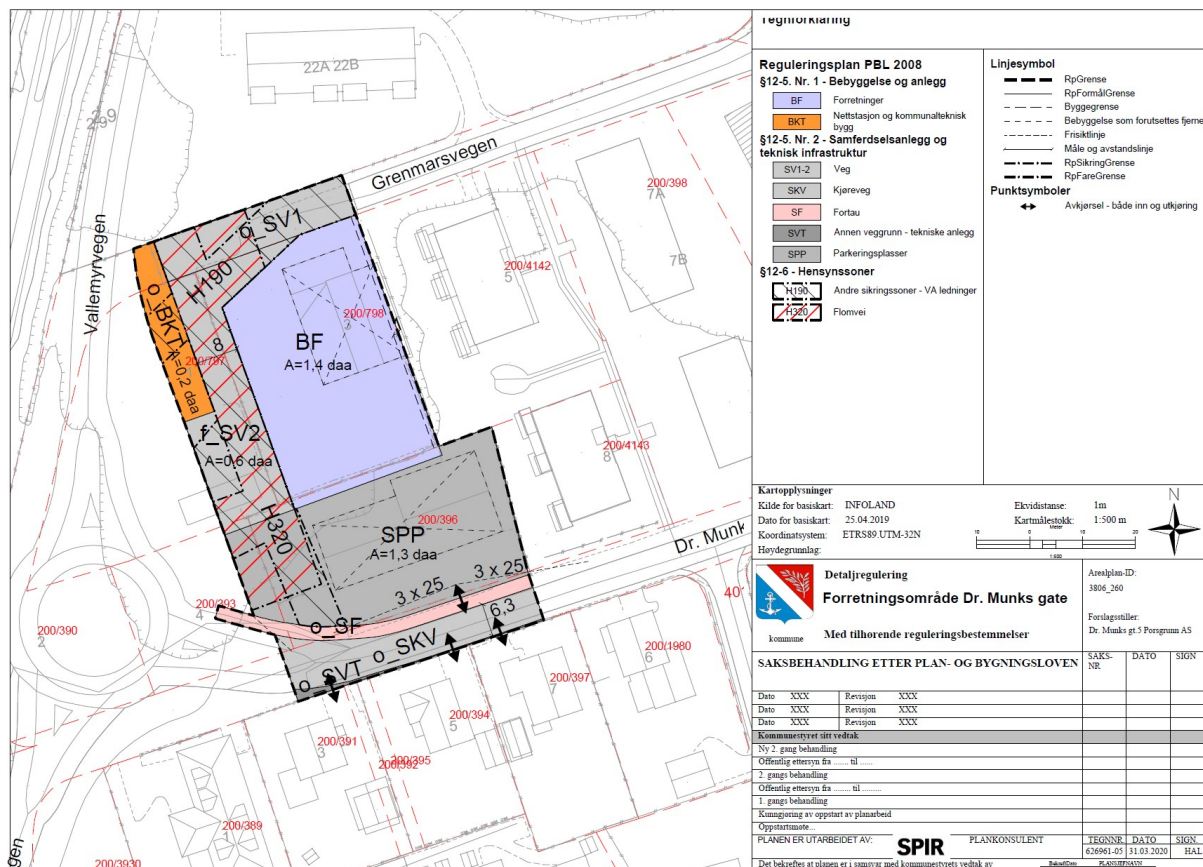 22A 22B
2,9
2,99
Grenmarsvegen
Vallemyrvegen
200/398
7A
7B
200/4142
5
o_SV1
H190
o_BKT
A=0,2 daa
200/798
3
BF
A=1,4 daa
8
200/797
f_SV2
A=0,6 daa
200/4143
8
H320
SPP
200/396
A=1,3 daa
Dr. Munk
3 x 25
3 x 25
6,3
200/393
4
o_SF
o_SKV
o_SVT
200/390
2
40
200/1980
6
200/397
7
200/394
5
200/391
3
200/395
200/392
200/389
1
200/3930
gen
Tegnforklaring
Reguleringsplan PBL 2008
§12-5. Nr. 1 - Bebyggelse og anlegg
BF Forretninger
BKT Nettstasjon og kommunalteknisk
bygg
§12-5. Nr. 2 - Samferdselsanlegg og
teknisk infrastruktur
SV1-2 Veg
SKV Kjøreveg
SF Fortau
SVT Annen veggrunn - tekniske anlegg
SPP Parkeringsplasser
§12-6 - Hensynssoner
H190 Andre sikringssoner - VA ledninger
H320 Flomvei
Linjesymbol
RpGrense
RpFormålGrense
Byggegrense
Bebyggelse som forutsettes fjerne
Frisiktlinje
Måle og avstandslinje
RpSikringGrense
RpFareGrense
Punktsymboler
Avkjørsel - både inn og utkjøring
Kartopplysninger
Kilde for basiskart: INFOLAND
Dato for basiskart: 25.04.2019
Koordinatsystem: ETRS89.UTM-32N
Høydegrunnlag:
Ekvidistanse: 1m
Kartmålestokk: 1:500 m
10 0 Meter 10 20
1:500
N
Detaljregulering
Forretningsområde Dr. Munks gate
kommune
Med tilhorende reguleringsbestemmelser
Arealplan-ID:
3806_260
Forslagsstiller:
Dr. Munks gt.5 Porsgrunn AS
SAKSBEHANDLING ETTER PLAN- OG BYGNINGSLOVEN SAKS-NR. DATO SIGN
Dato XXX Revisjon XXX
Dato XXX Revisjon XXX
Dato XXX Revisjon XXX
Kommunestyret sitt vedtak
Ny 2. gang behandling
Offentlig ettersyn fra ....... til ......
2. gangs behandling
Offentlig ettersyn fra ........ til .........
1. gangs behandling
Kunngjøring av oppstart av planarbeid
Oppstartsmøte...
PLANEN ER UTARBEIDET AV: SPIR PLANKONSULENT
TEGNNR. DATO SIGN.
626961-05 31.03.2020 HAL
Det bekreftes at planen er i samsvar med kommunestyrets vedtak av